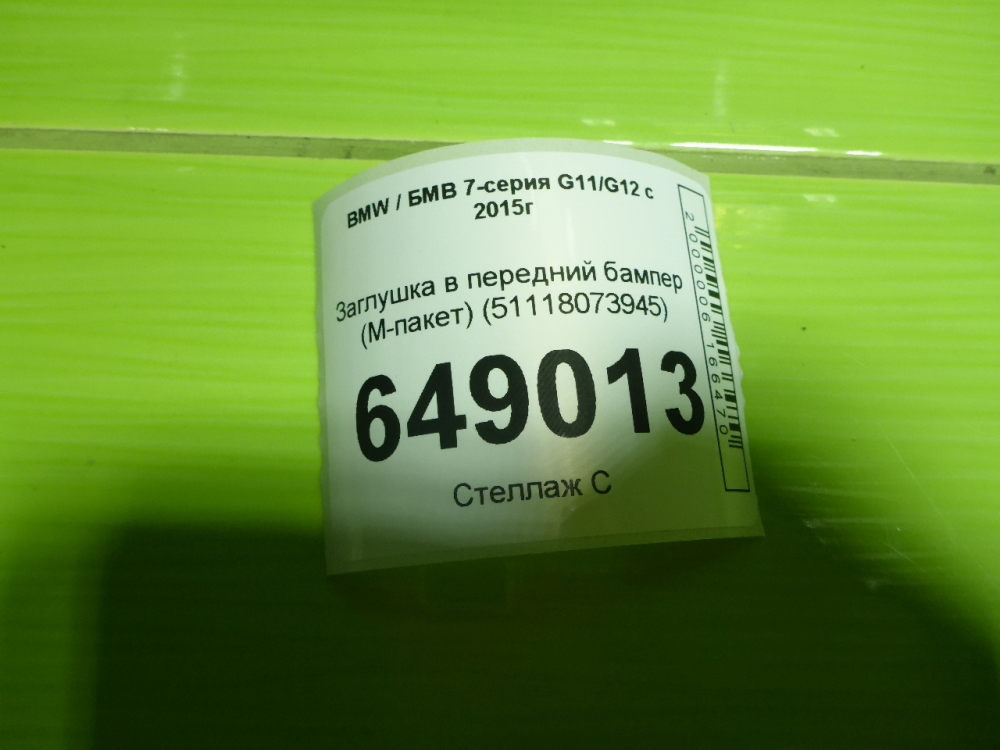 BMW / БМВ 7-серия G11/G12 с
2015г
Заглушка в передний бампер
(М-пакет) (51118073945)
649013
Стеллаж С
2000006166470